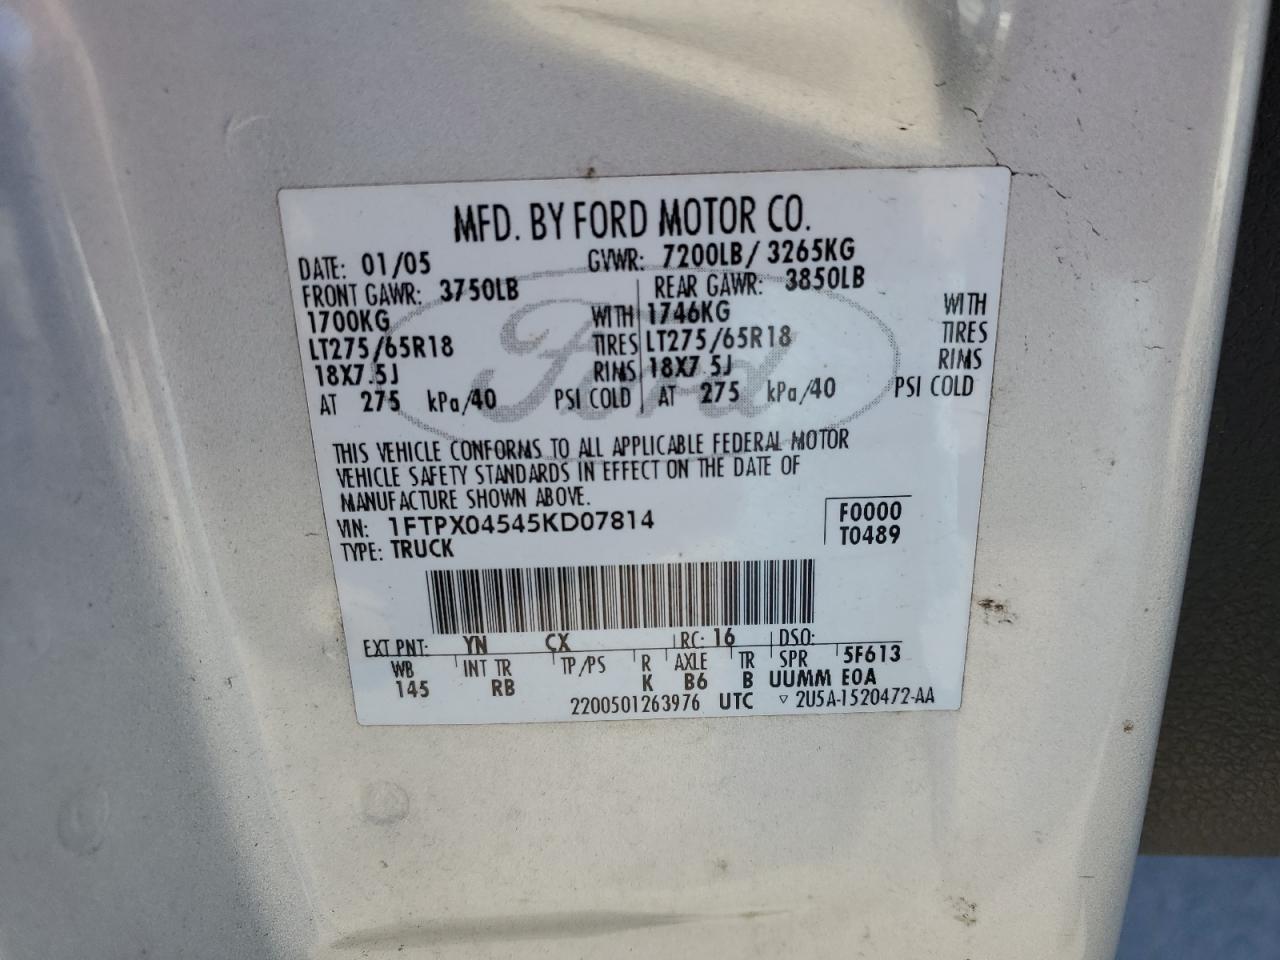 MFD. BY FORD MOTOR CO.
DATE: 01/05 GVWR: 7200LB/ 3265KG
FRONT GAWR: 3750LB REAR GAWR: 3850LB
1700KG WITH 1746KG WITH
LT275/65R18 TIRES LT275/65R18 TIRES
18X7.5J RIMS 18X7.5J RIMS
AT 275 kPa/40 PSI COLD AT 275 kPa/40 PSI COLD
Ford
THIS VEHICLE CONFORMS TO ALL APPLICABLE FEDERAL MOTOR
VEHICLE SAFETY STANDARDS IN EFFECT ON THE DATE OF
MANUFACTURE SHOWN ABOVE.
VIN: 1FTPX04545KD07814 F0000
TYPE: TRUCK T0489
EXT PNT: YN CX RC: 16 DSO:
WB INT TR TP/PS R AXLE TR SPR 5F613
145 RB K B6 B UUMM E0A
2200501263976 UTC ▽ 2U5A-1520472-AA